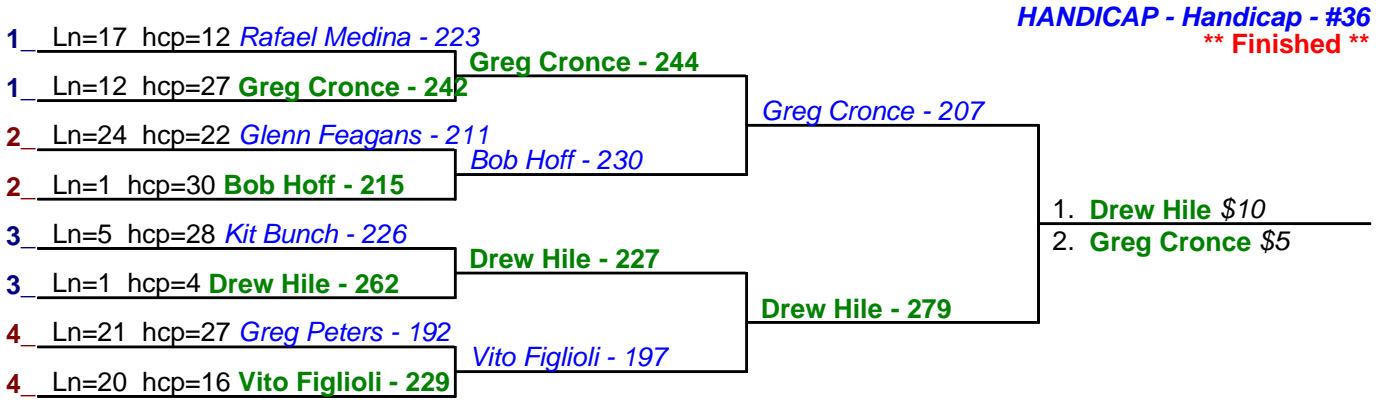 HANDICAP - Handicap - #36
** Finished **
1_ Ln=17 hcp=12 Rafael Medina - 223
1_ Ln=12 hcp=27 Greg Cronce - 242
2_ Ln=24 hcp=22 Glenn Feagans - 211
2_ Ln=1 hcp=30 Bob Hoff - 215
3_ Ln=5 hcp=28 Kit Bunch - 226
3_ Ln=1 hcp=4 Drew Hile - 262
4_ Ln=21 hcp=27 Greg Peters - 192
4_ Ln=20 hcp=16 Vito Figlioli - 229
Greg Cronce - 244
Bob Hoff - 230
Drew Hile - 227
Vito Figlioli - 197
Greg Cronce - 207
Drew Hile - 279
1. Drew Hile $10
2. Greg Cronce $5